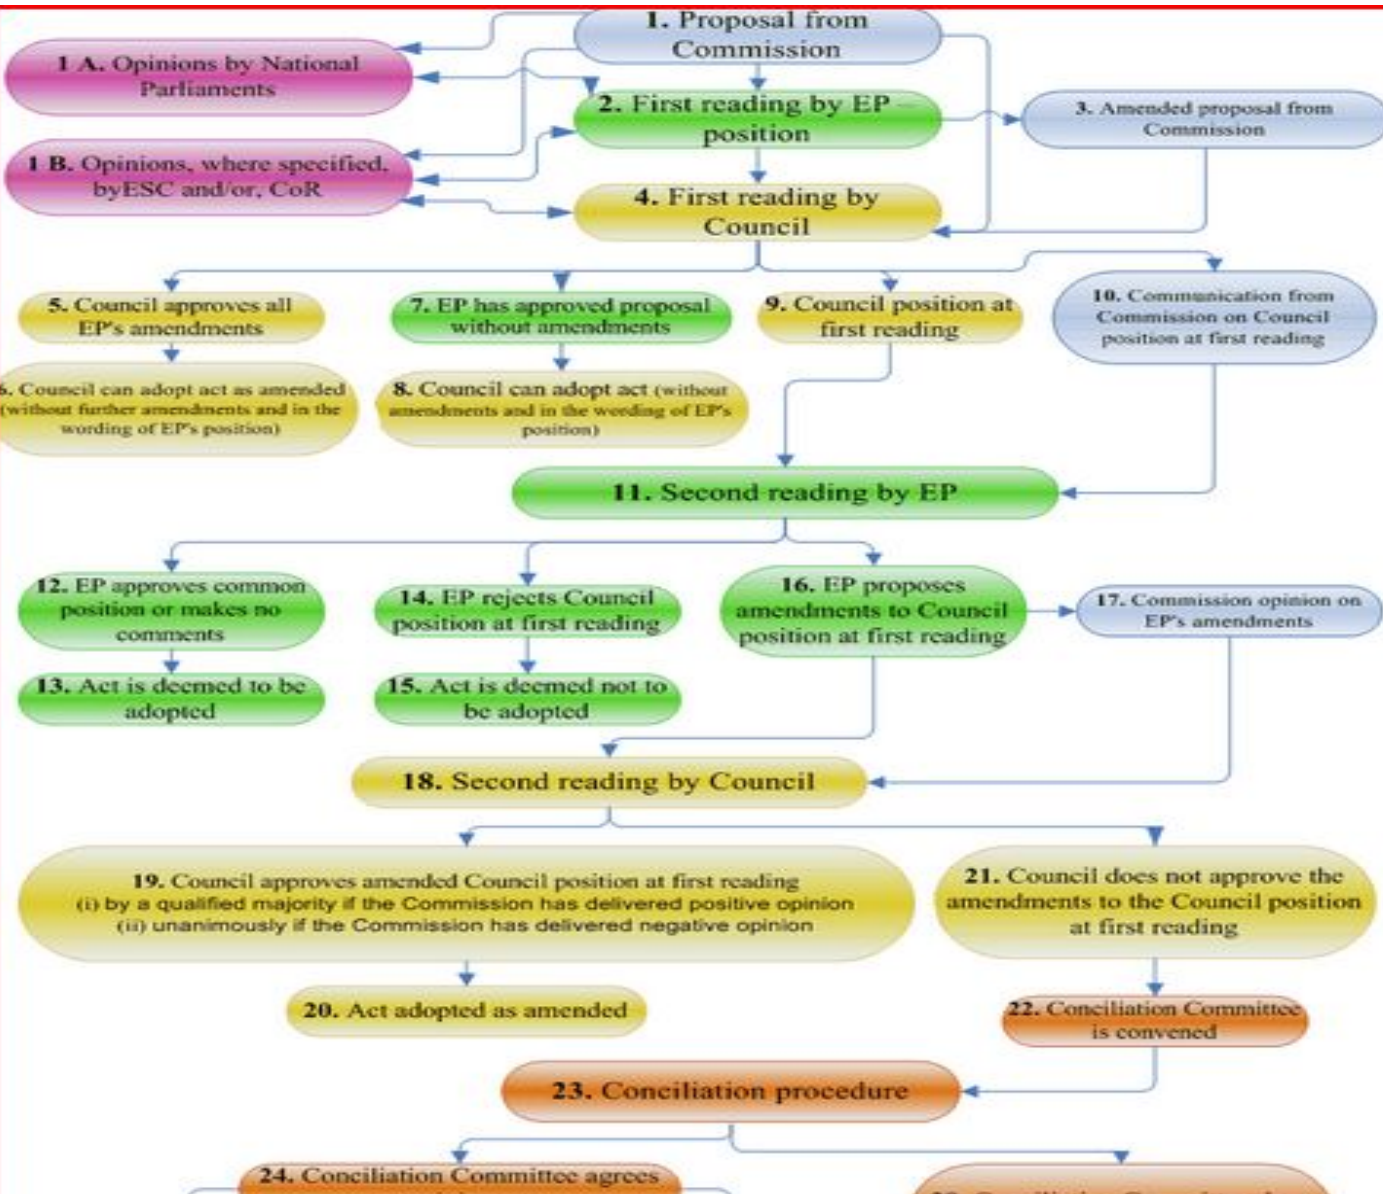 1. Proposal from
Commission
1 A. Opinions by National
Parliaments
2. First reading by EP –
position
3. Amended proposal from
Commission
1 B. Opinions, where specified,
byESC and/or, CoR
4. First reading by
Council
5. Council approves all
EP's amendments
7. EP has approved proposal
without amendments
9. Council position at
first reading
10. Communication from
Commission on Council
position at first reading
6. Council can adopt act as amended
(without further amendments and in the
wording of EP's position)
8. Council can adopt act (without
amendments and in the wording of EP's
position)
11. Second reading by EP
12. EP approves common
position or makes no
comments
14. EP rejects Council
position at first reading
16. EP proposes
amendments to Council
position at first reading
17. Commission opinion on
EP's amendments
13. Act is deemed to be
adopted
15. Act is deemed not to
be adopted
18. Second reading by Council
19. Council approves amended Council position at first reading
(i) by a qualified majority if the Commission has delivered positive opinion
(ii) unanimously if the Commission has delivered negative opinion
21. Council does not approve the
amendments to the Council position
at first reading
20. Act adopted as amended
22. Conciliation Committee
is convened
23. Conciliation procedure
24. Conciliation Committee agrees